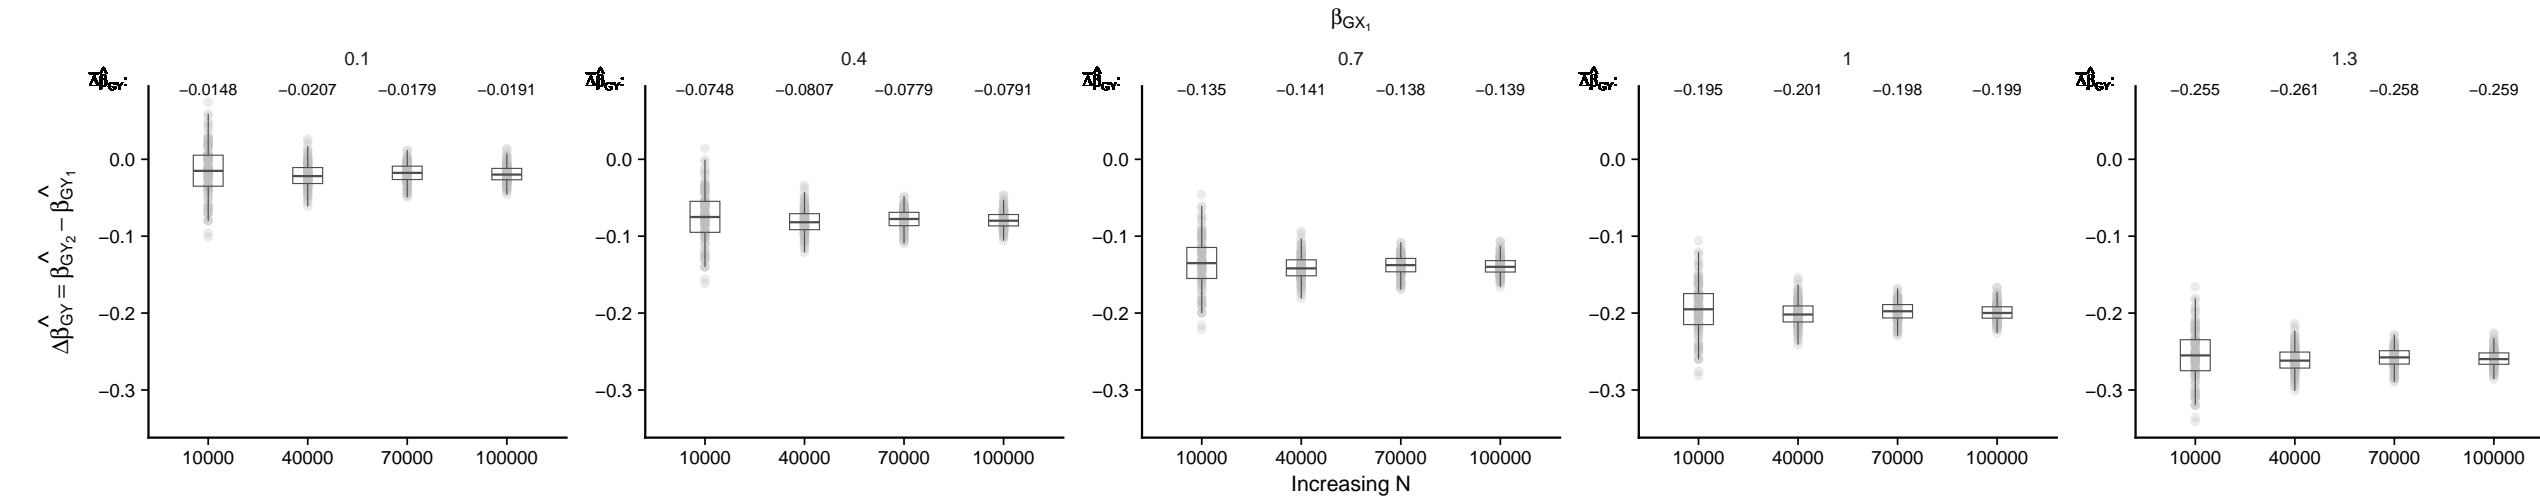 β_GX₁
0.1 0.4 0.7 1 1.3
Δβ̂_GY: −0.0148 −0.0207 −0.0179 −0.0191 Δβ̂_GY: −0.0748 −0.0807 −0.0779 −0.0791 Δβ̂_GY: −0.135 −0.141 −0.138 −0.139 Δβ̂_GY: −0.195 −0.201 −0.198 −0.199 Δβ̂_GY: −0.255 −0.261 −0.258 −0.259
Δβ̂_GY = β̂_GY₂ − β̂_GY₁
0.0 0.0 0.0 0.0 0.0
−0.1 −0.1 −0.1 −0.1 −0.1
−0.2 −0.2 −0.2 −0.2 −0.2
−0.3 −0.3 −0.3 −0.3 −0.3
10000 40000 70000 100000 10000 40000 70000 100000 10000 40000 70000 100000 10000 40000 70000 100000 10000 40000 70000 100000
Increasing N